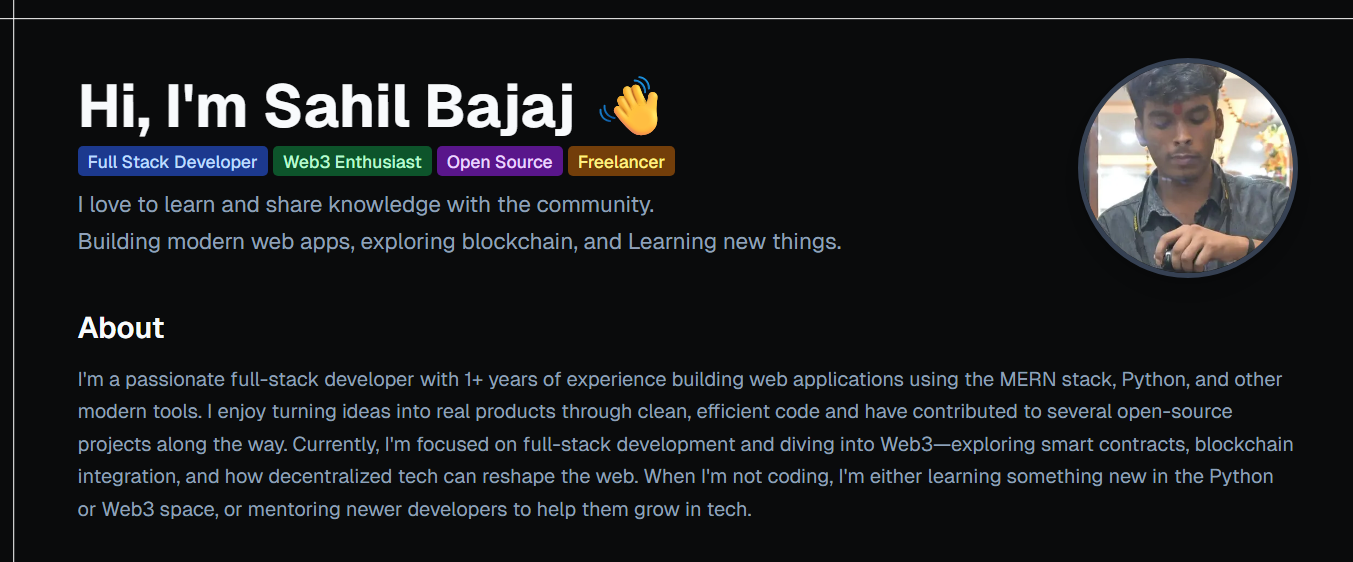 Hi, I'm Sahil Bajaj 👋
Full Stack Developer Web3 Enthusiast Open Source Freelancer
I love to learn and share knowledge with the community.
Building modern web apps, exploring blockchain, and Learning new things.
About
I'm a passionate full-stack developer with 1+ years of experience building web applications using the MERN stack, Python, and other
modern tools. I enjoy turning ideas into real products through clean, efficient code and have contributed to several open-source
projects along the way. Currently, I'm focused on full-stack development and diving into Web3—exploring smart contracts, blockchain
integration, and how decentralized tech can reshape the web. When I'm not coding, I'm either learning something new in the Python
or Web3 space, or mentoring newer developers to help them grow in tech.